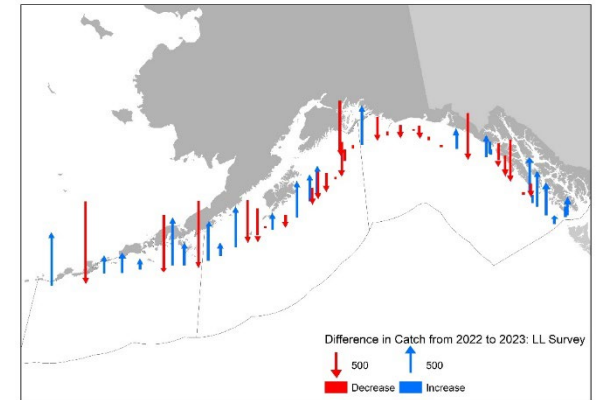 Difference in Catch from 2022 to 2023: LL Survey
500 500
Decrease Increase